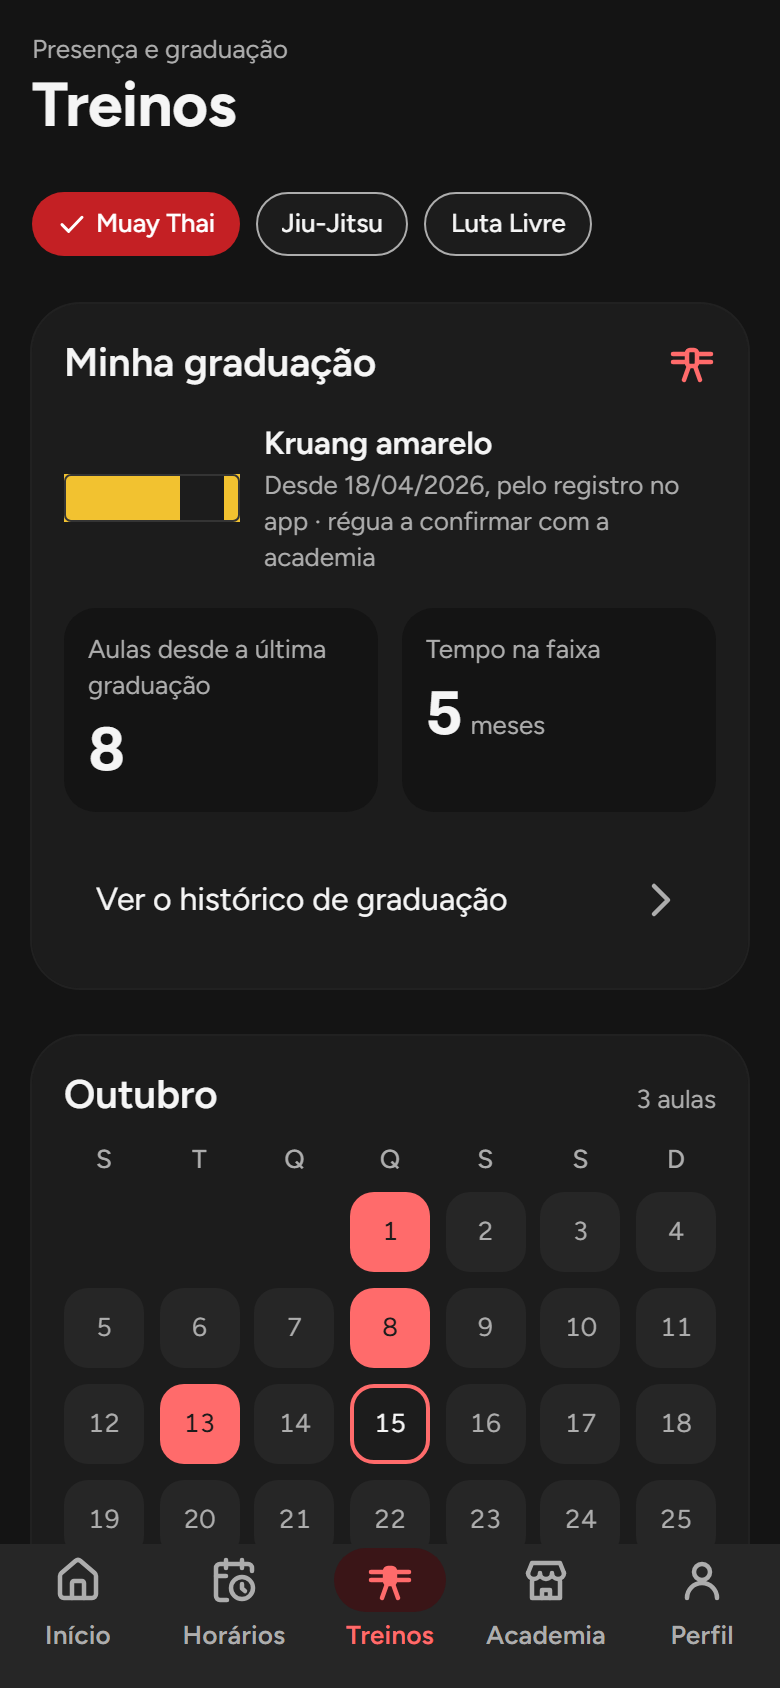 Presença e graduação
Treinos
Muay Thai
Jiu-Jitsu
Luta Livre
Minha graduação
Kruang amarelo
Desde 18/04/2026, pelo registro no
app · régua a confirmar com a
academia
Aulas desde a última
graduação
8
Tempo na faixa
5 meses
Ver o histórico de graduação
Outubro
3 aulas
S T Q Q S S D
1 2 3 4
5 6 7 8 9 10 11
12 13 14 15 16 17 18
19 20 21 22 23 24 25
Início
Horários
Treinos
Academia
Perfil